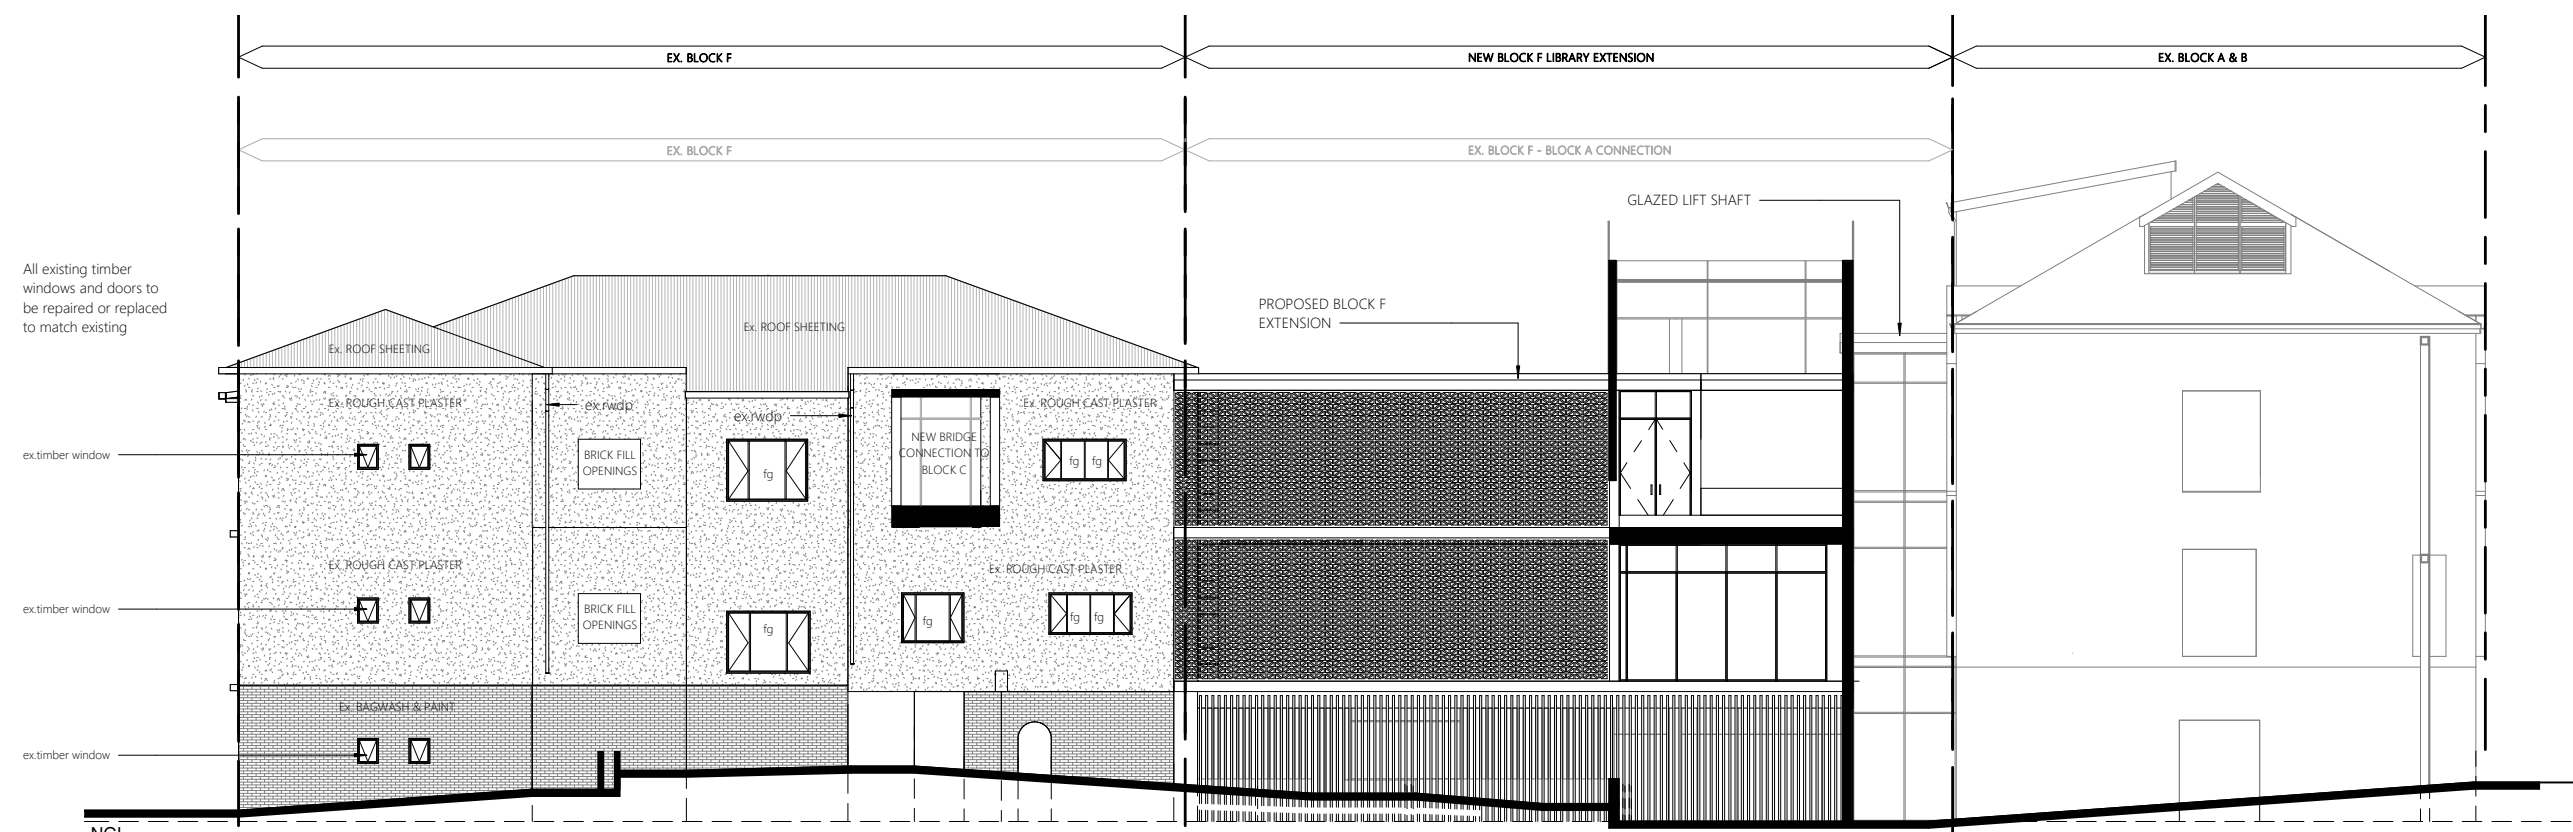 EX. BLOCK F
NEW BLOCK F LIBRARY EXTENSION
EX. BLOCK A & B
EX. BLOCK F
EX. BLOCK F - BLOCK A CONNECTION
GLAZED LIFT SHAFT
All existing timber
windows and doors to
be repaired or replaced
to match existing
PROPOSED BLOCK F
EXTENSION
Ex. ROOF SHEETING
Ex. ROOF SHEETING
Ex. ROUGH CAST PLASTER
ex.rwdp
ex.rwdp
Ex. ROUGH CAST PLASTER
NEW BRIDGE
CONNECTION TO
BLOCK C
ex.timber window
BRICK FILL
OPENINGS
fg
fg
fg
Ex. ROUGH CAST PLASTER
Ex. ROUGH CAST PLASTER
ex.timber window
BRICK FILL
OPENINGS
fg
fg
fg
fg
Ex. BAGWASH & PAINT
ex.timber window
NGL